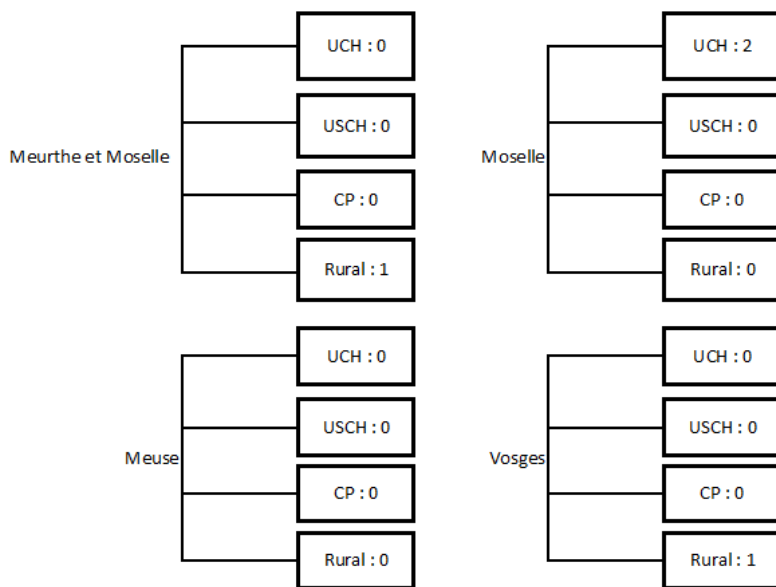 Meurthe et Moselle
UCH : 0
USCH : 0
CP : 0
Rural : 1
Moselle
UCH : 2
USCH : 0
CP : 0
Rural : 0
Meuse
UCH : 0
USCH : 0
CP : 0
Rural : 0
Vosges
UCH : 0
USCH : 0
CP : 0
Rural : 1